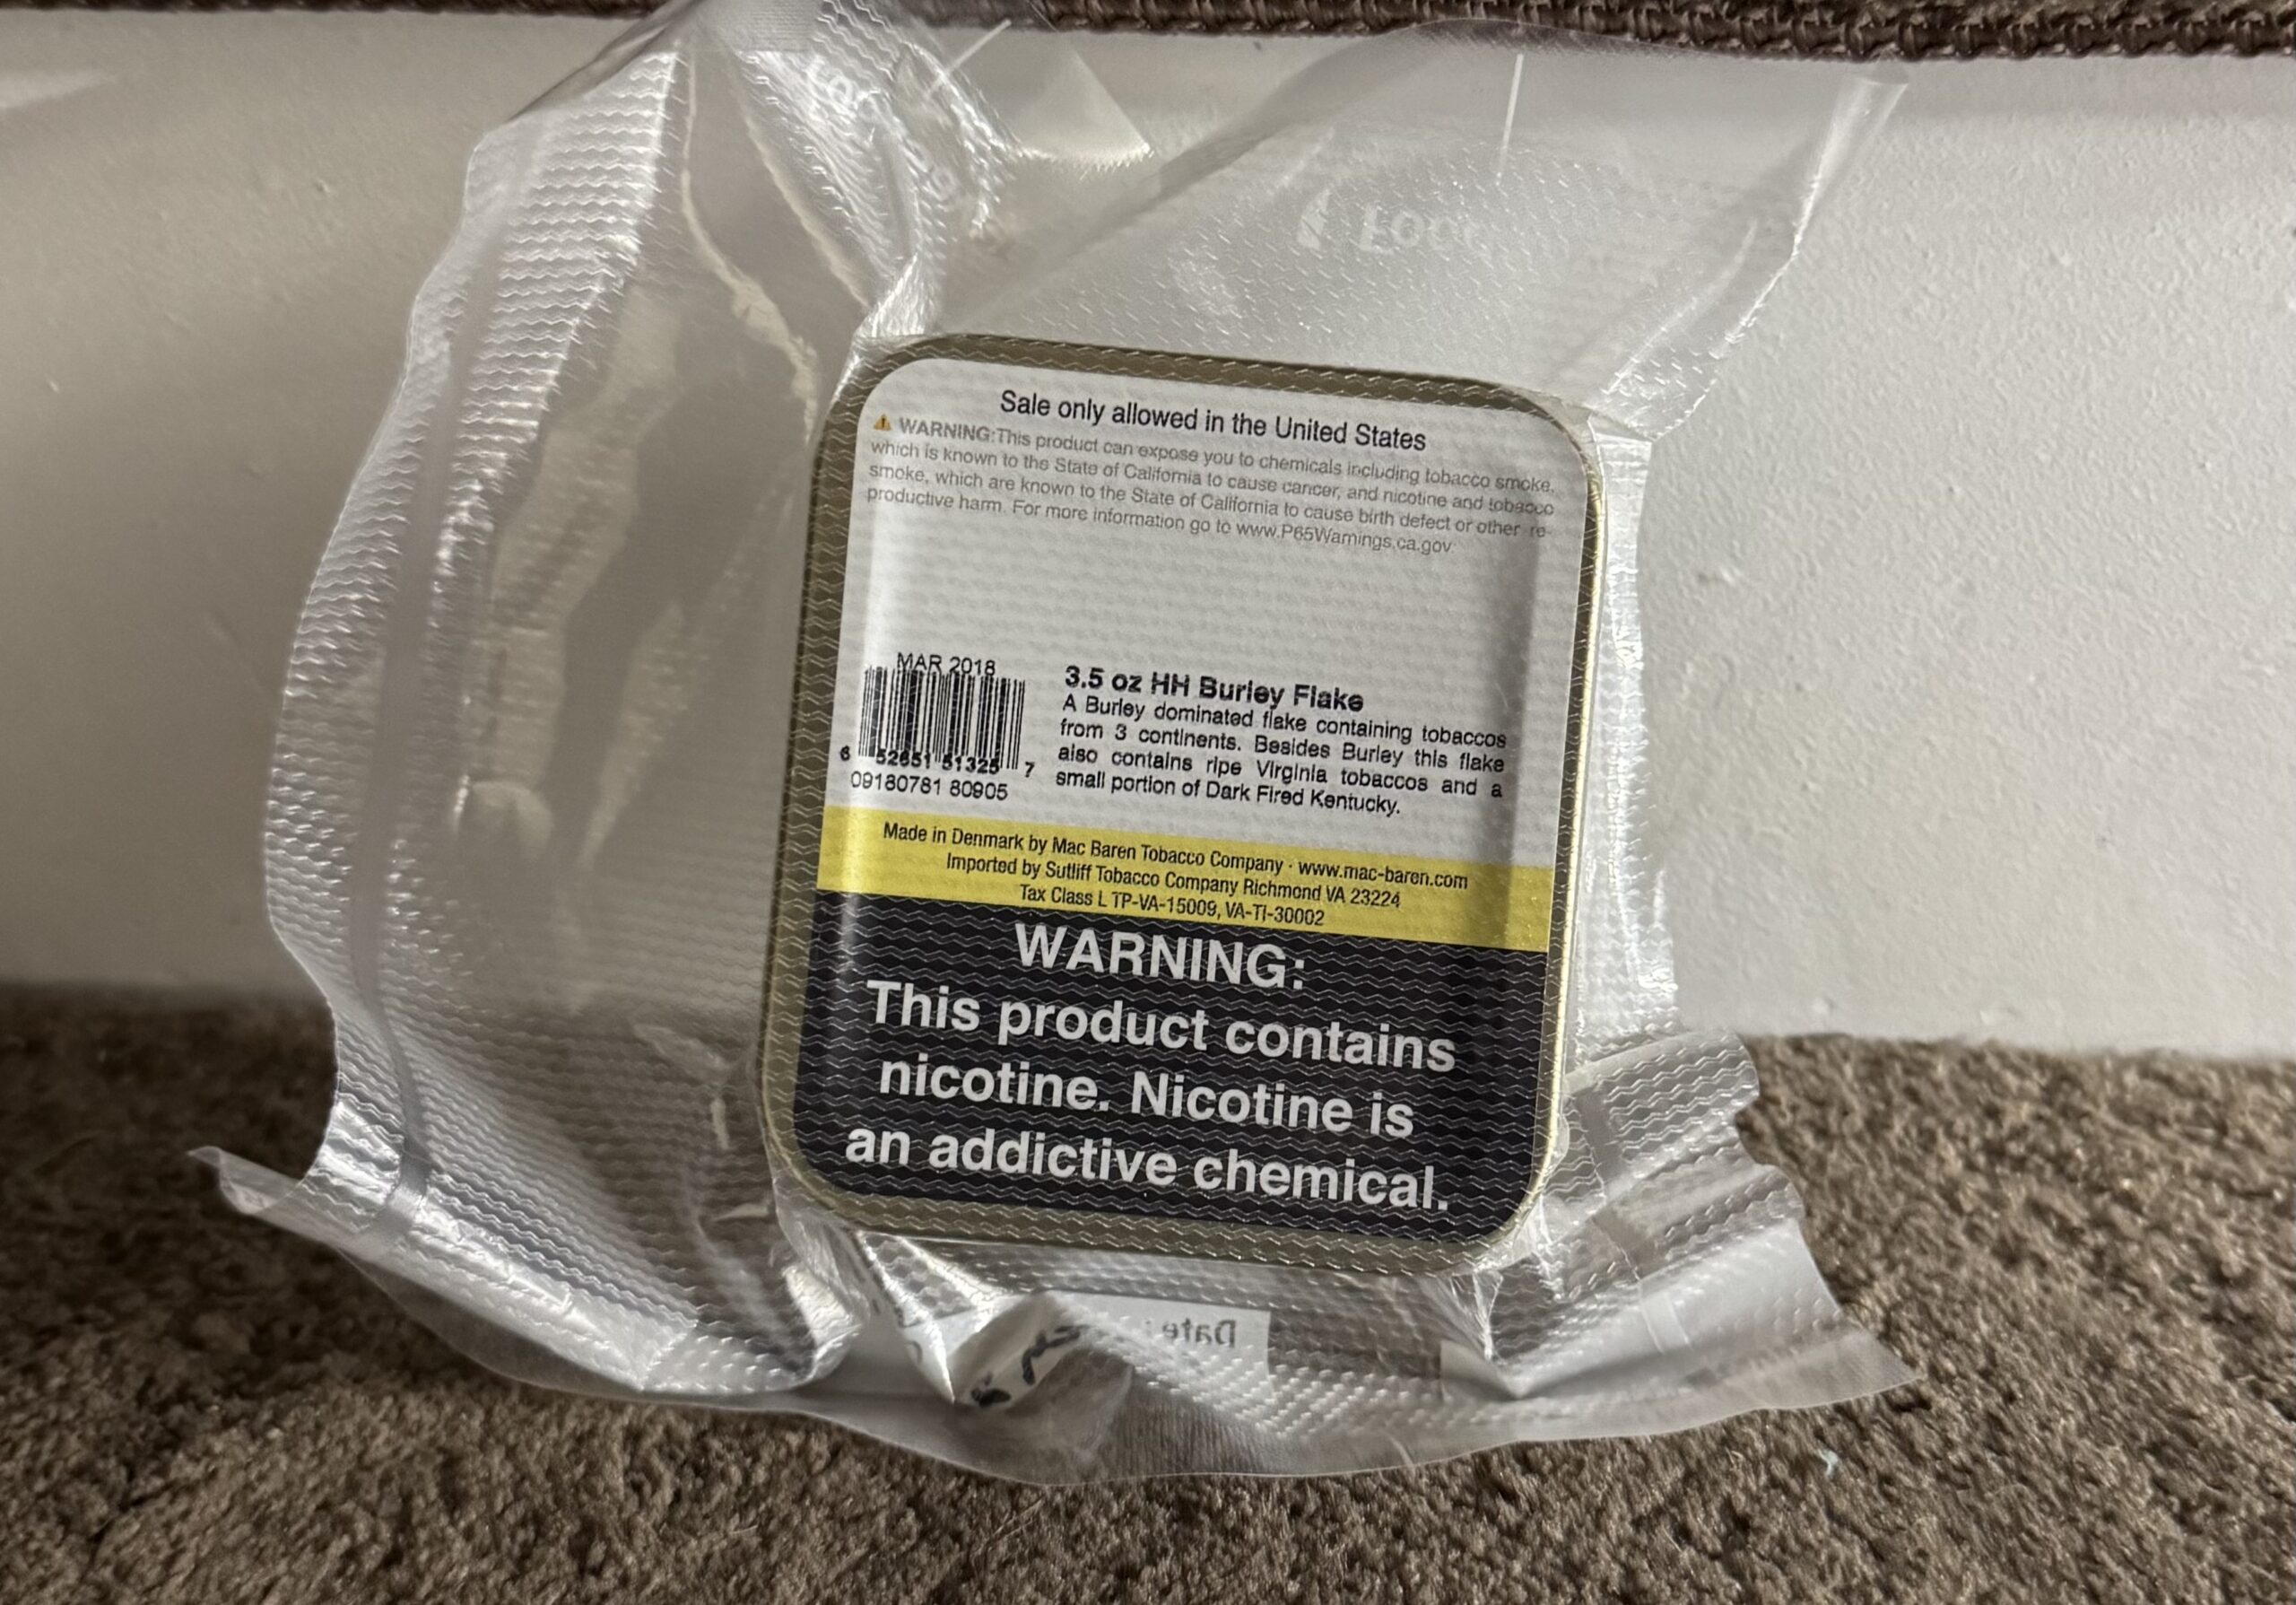 Sale only allowed in the United States
WARNING:This product can expose you to chemicals including tobacco smoke,
which is known to the State of California to cause cancer, and nicotine and tobacco
smoke, which are known to the State of California to cause birth defect or other re-
productive harm. For more information go to www.P65Warnings.ca.gov.
MAR 2018
6 52651 51325 7
09180781 80905
3.5 oz HH Burley Flake
A Burley dominated flake containing tobaccos
from 3 continents. Besides Burley this flake
also contains ripe Virginia tobaccos and a
small portion of Dark Fired Kentucky.
Made in Denmark by Mac Baren Tobacco Company · www.mac-baren.com
Imported by Sutliff Tobacco Company Richmond VA 23224
Tax Class L TP-VA-15009, VA-TI-30002
WARNING:
This product contains
nicotine. Nicotine is
an addictive chemical.
Date